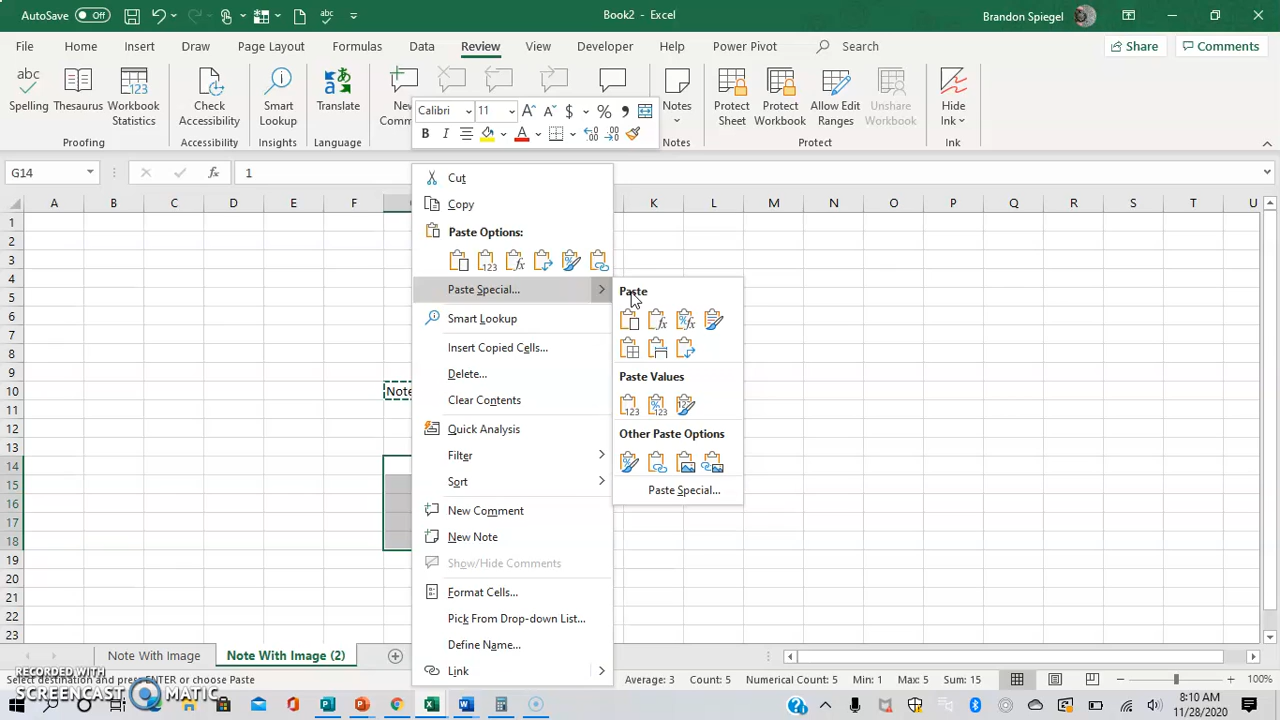 AutoSave Off abc Book2 - Excel Brandon Spiegel
File Home Insert Draw Page Layout Formulas Data Review View Developer Help Power Pivot Search Share Comments
abc
Spelling Thesaurus Workbook Statistics Check Accessibility Smart Lookup Translate New Comm Notes Protect Sheet Protect Workbook Allow Edit Ranges Unshare Workbook Hide Ink
Calibri 11 A A $ % ,
B I A
Proofing Accessibility Insights Language Notes Protect Ink
G14 fx 1
A B C D E F K L M N O P Q R S T U
1
2
3
4
5
6
7
8
9
10 Note
11
12
13
14
15
16
17
18
19
20
21
22
23
Cut
Copy
Paste Options:
Paste Special...
Smart Lookup
Insert Copied Cells...
Delete...
Clear Contents
Quick Analysis
Filter
Sort
New Comment
New Note
Show/Hide Comments
Format Cells...
Pick From Drop-down List...
Define Name...
Link
Paste
Paste Values
Other Paste Options
Paste Special...
Note With Image Note With Image (2)
Select destination and press ENTER or choose Paste Average: 3 Count: 5 Numerical Count: 5 Min: 1 Max: 5 Sum: 15 100%
RECORDED WITH
SCREENCAST MATIC
8:10 AM
11/28/2020